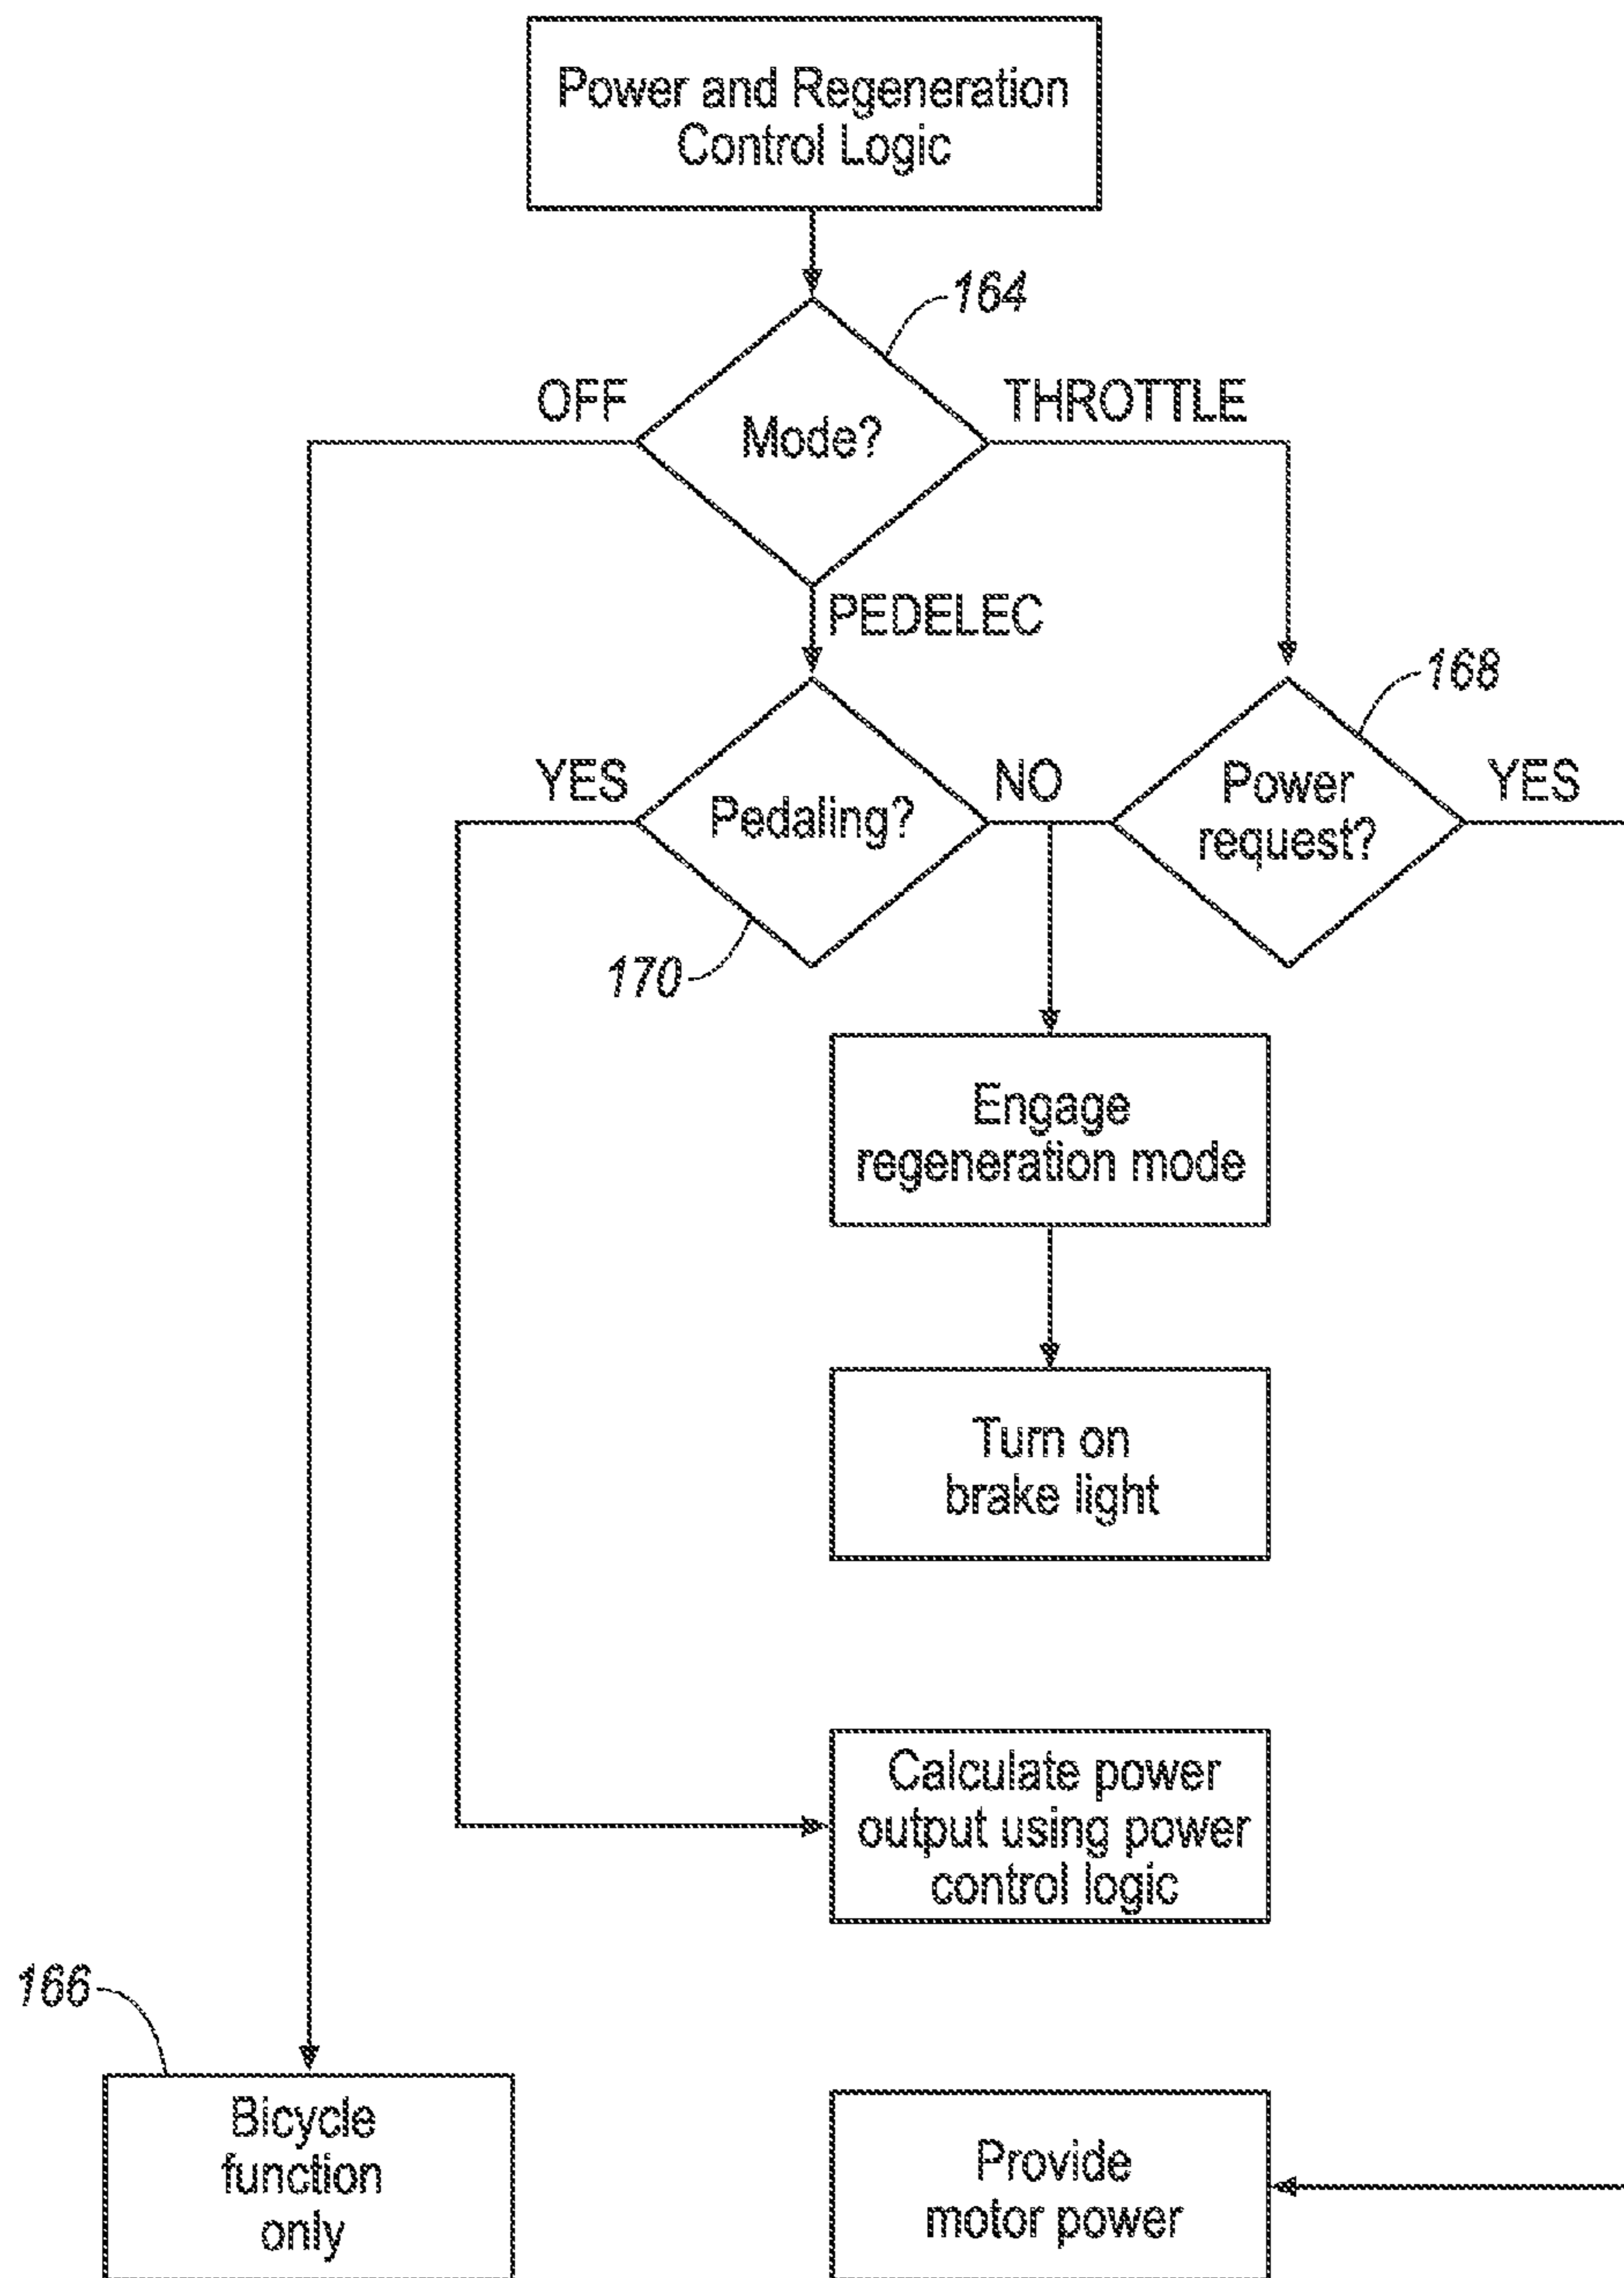 Power and Regeneration
Control Logic
164
OFF
THROTTLE
Mode?
PEDELEC
168
YES
Pedaling?
NO
Power
request?
YES
170
Engage
regeneration mode
Turn on
brake light
Calculate power
output using power
control logic
166
Bicycle
function
only
Provide
motor power